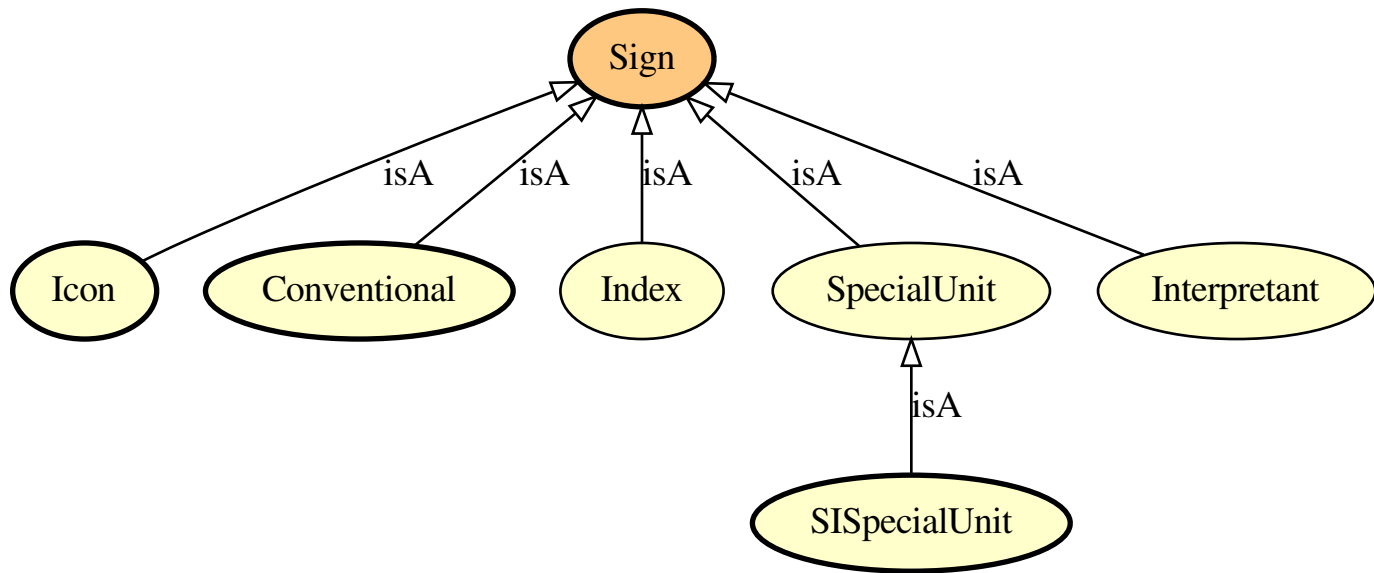 Sign
isA isA isA isA isA
Icon Conventional Index SpecialUnit Interpretant
isA
SISpecialUnit